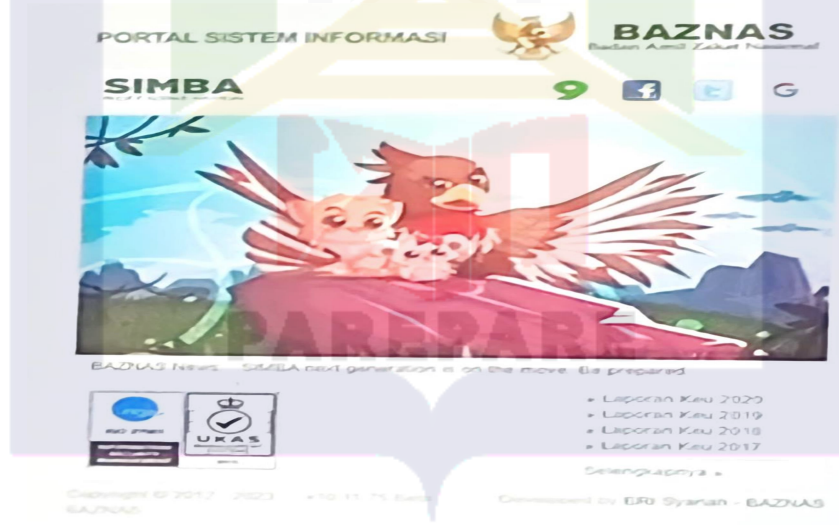 PORTAL SISTEM INFORMASI
BAZNAS
Badan Amil Zakat Nasional
SIMBA
PAREPARE
BAZNAS News SIMBA next generation is on the move. Be prepared
UKAS
» Laporan Keu 2020
» Laporan Keu 2019
» Laporan Keu 2018
» Laporan Keu 2017
Selengkapnya »
Copyright © 2017 - 2023
BAZNAS
Developed by BRI Syariah - BAZNAS